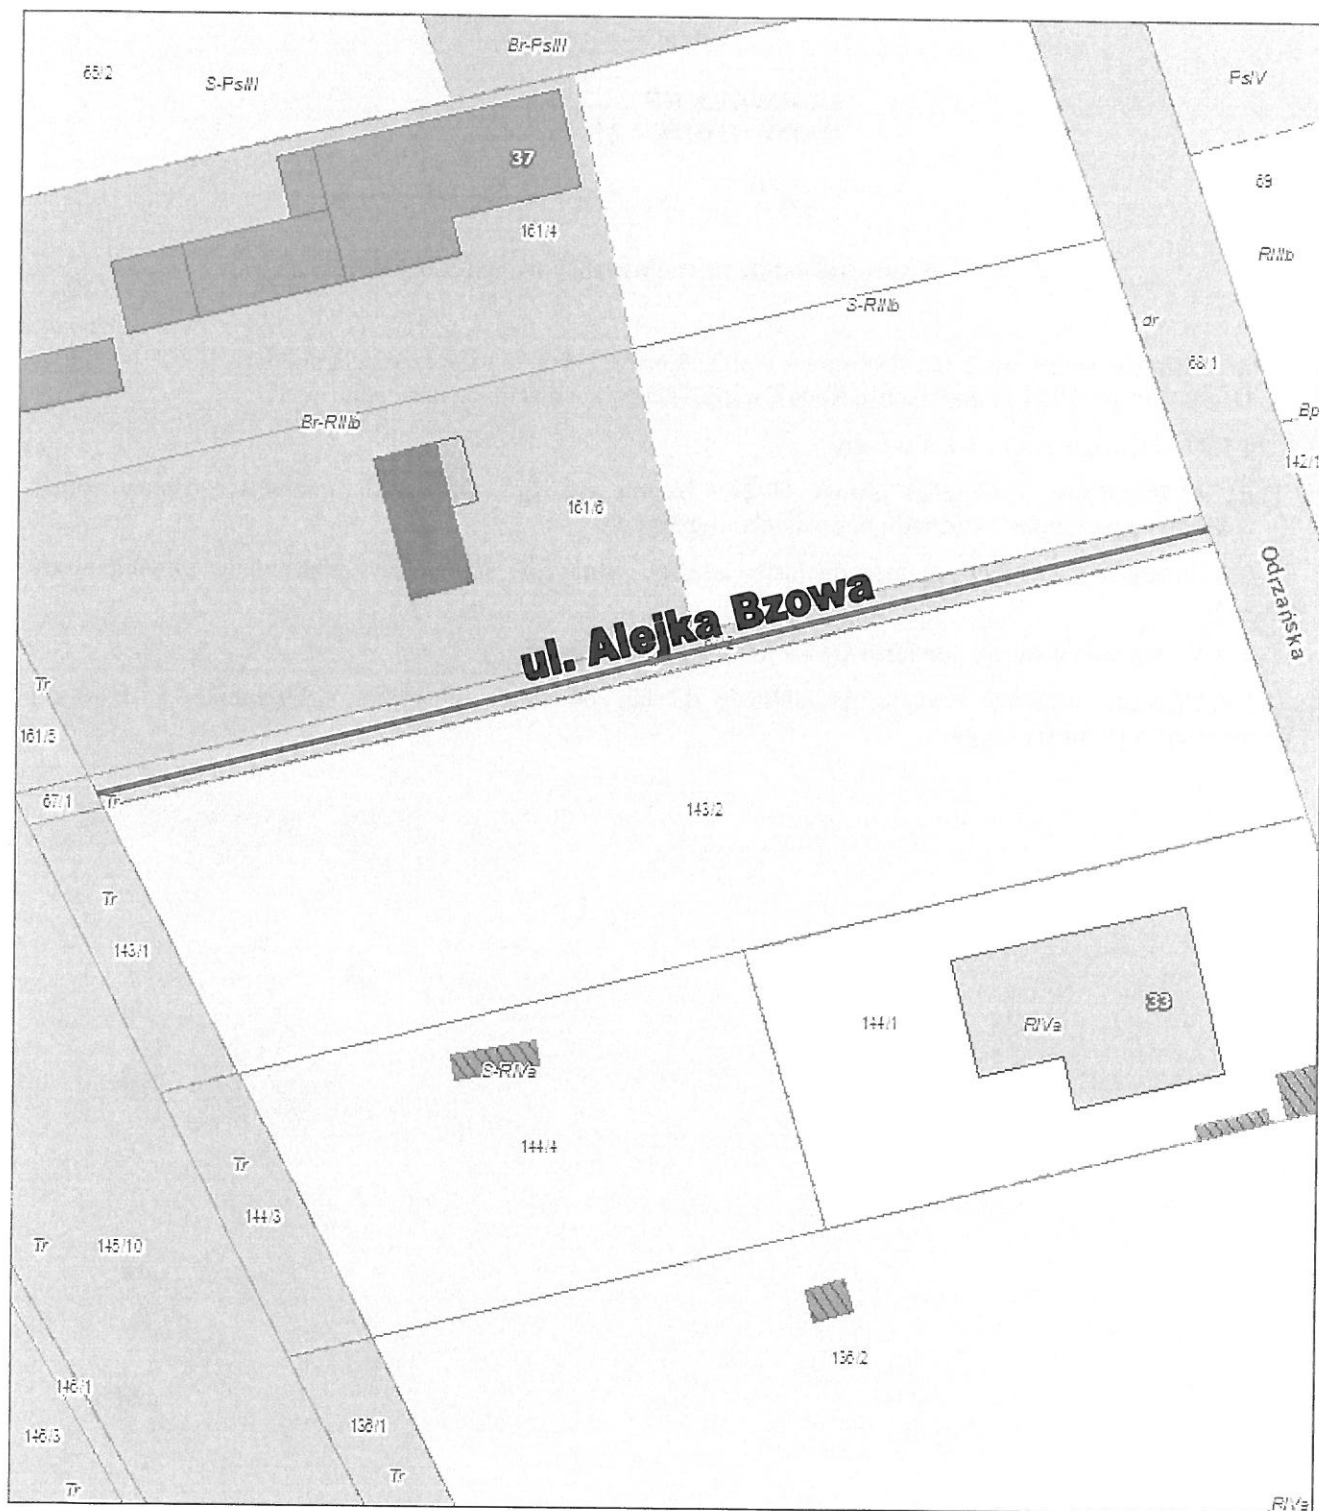 65/2
S-PsIII
Br-PsIII
PsIV
37
69
161/4
RIIIb
S-RIIIb
dr
68/1
Br-RIIIb
Bp
142/1
161/6
Odrzańska
ul. Alejka Bzowa
Tr
161/5
67/1
Tr
143/2
Tr
143/1
144/1
RIVa
33
S-RIVa
144/4
Tr
144/3
Tr
145/10
136/2
146/1
136/1
146/3
Tr
Tr
RIVa